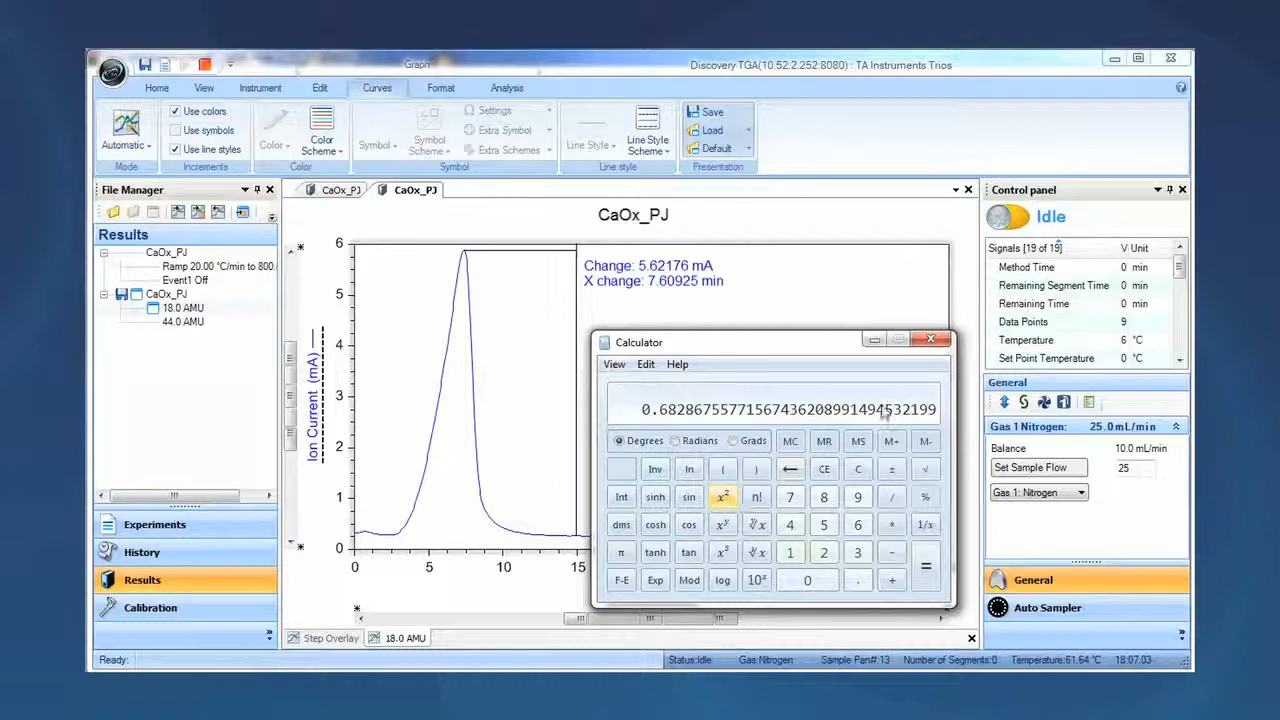 Graph
Discovery TGA(10.52.2.252:8080) : TA Instruments Trios
Home View Instrument Edit Curves Format Analysis
Automatic
Mode
Use colors
Use symbols
Use line styles
Increments
Color
Color Scheme
Color
Symbol
Symbol Scheme
Settings
Extra Symbol
Extra Schemes
Symbol
Line Style
Line Style Scheme
Line style
Save
Load
Default
Presentation
File Manager
Results
CaOx_PJ
Ramp 20.00 °C/min to 800.
Event1 Off
CaOx_PJ
18.0 AMU
44.0 AMU
Experiments
History
Results
Calibration
CaOx_PJ CaOx_PJ
CaOx_PJ
Ion Current (mA)
6
5
4
3
2
1
0
0 5 10 15
Change: 5.62176 mA
X change: 7.60925 min
Step Overlay 18.0 AMU
Calculator
View Edit Help
0.68286755771567436208991494532199
Degrees Radians Grads MC MR MS M+ M-
Inv ln ( ) ← CE C ± √
Int sinh sin x² n! 7 8 9 / %
dms cosh cos xʸ ʸ√x 4 5 6 * 1/x
π tanh tan x³ ³√x 1 2 3 - =
F-E Exp Mod log 10ˣ 0 . +
Control panel
Idle
Signals [19 of 19] V Unit
Method Time 0 min
Remaining Segment Time 0 min
Remaining Time 0 min
Data Points 9
Temperature 6 °C
Set Point Temperature 0 °C
General
Gas 1 Nitrogen: 25.0 mL/min
Balance 10.0 mL/min
Set Sample Flow 25
Gas 1: Nitrogen
General
Auto Sampler
Ready: Status:Idle Gas:Nitrogen Sample Pan#:13 Number of Segments:0 Temperature:61.64 °C 18:07.03